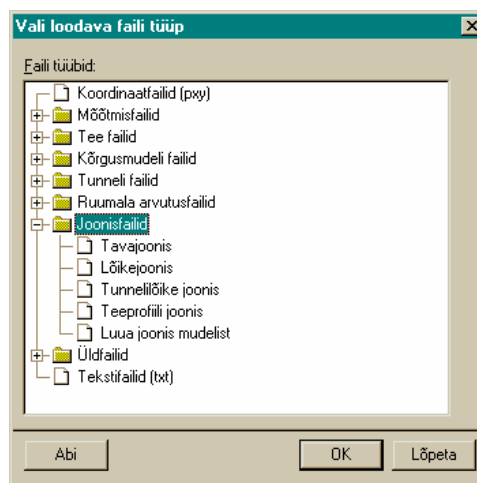 Vali loodava faili tüüp
Faili tüübid:
Koordinaatfailid (pxy)
Mõõtmisfailid
Tee failid
Kõrgusmudeli failid
Tunneli failid
Ruumala arvutusfailid
Joonisfailid
Tavajoonis
Lõikejoonis
Tunnelilõike joonis
Teeprofiili joonis
Luua joonis mudelist
Üldfailid
Tekstifailid (txt)
Abi OK Lõpeta